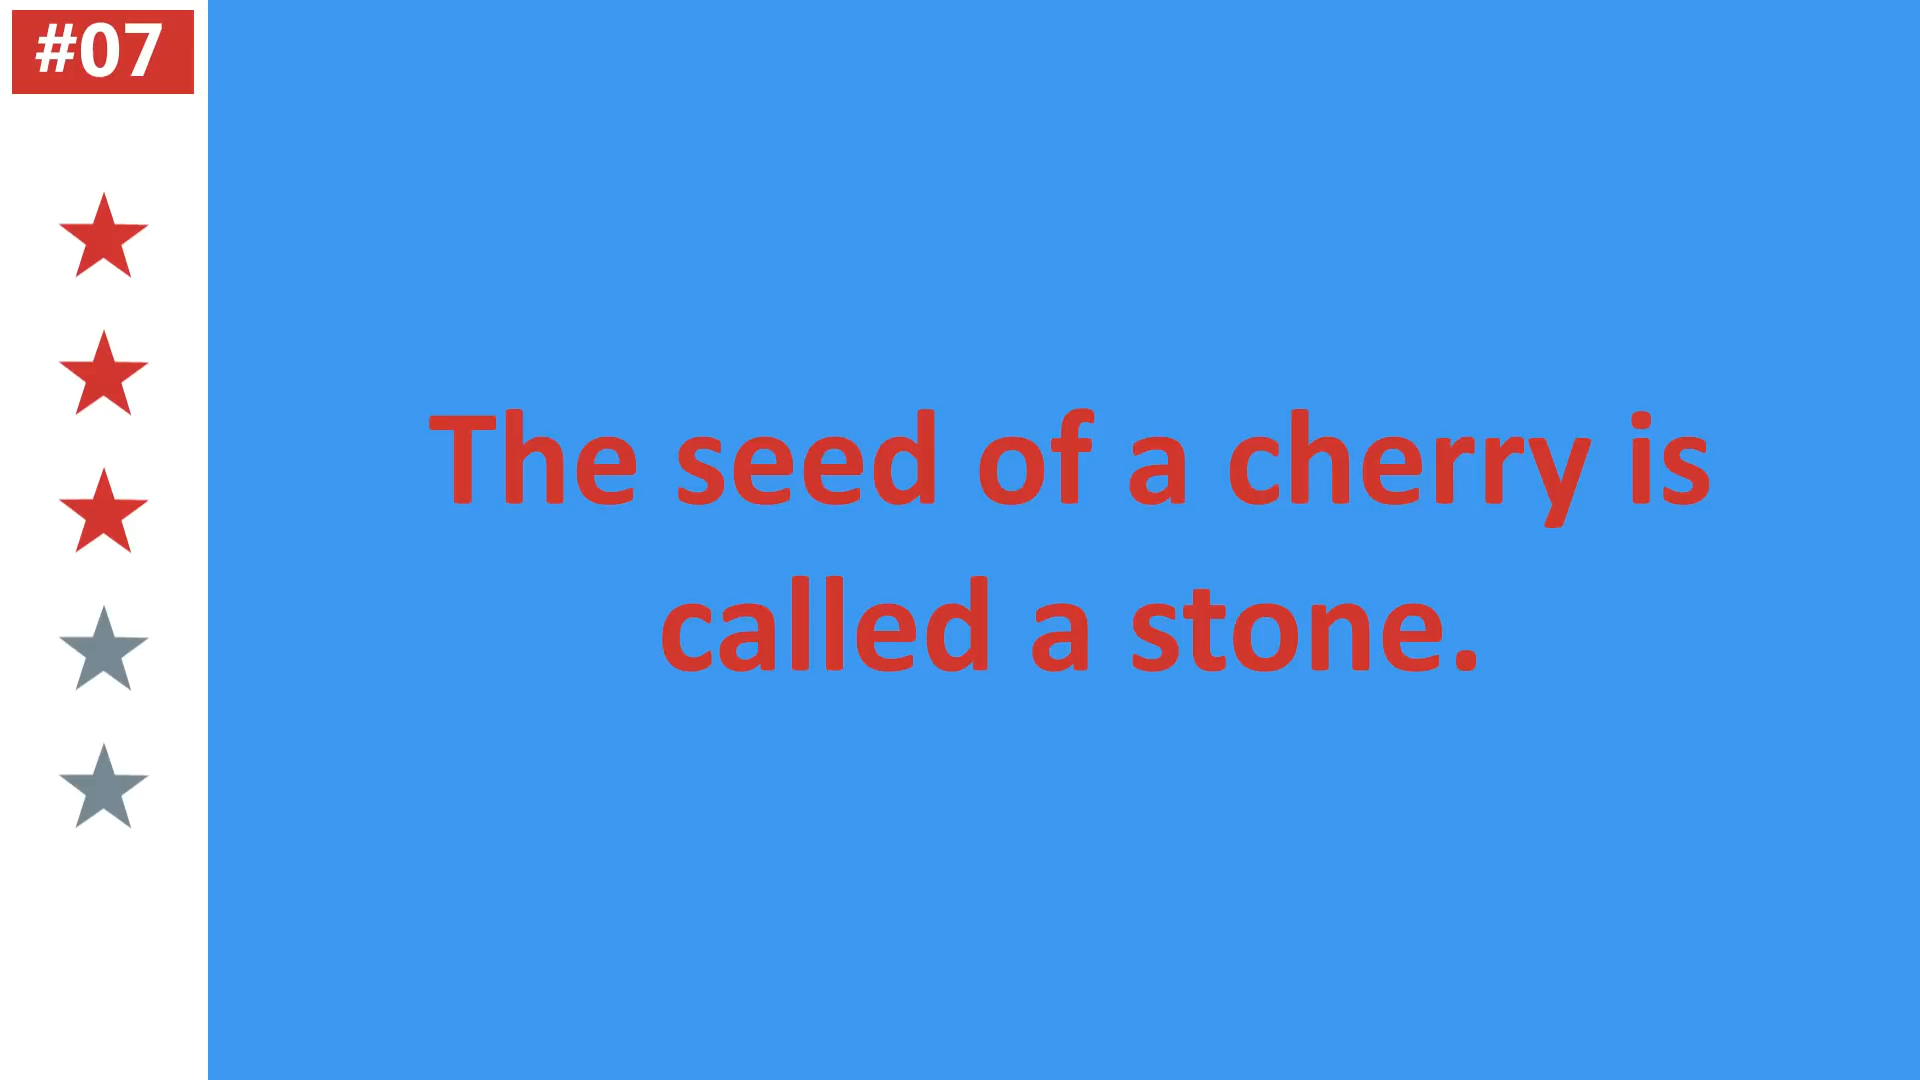 #07
The seed of a cherry is
called a stone.